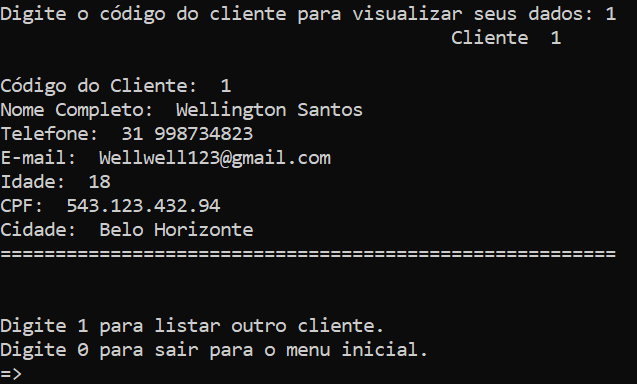 Digite o código do cliente para visualizar seus dados: 1
Cliente  1
Código do Cliente:  1
Nome Completo:  Wellington Santos
Telefone:  31 998734823
E-mail:  Wellwell123@gmail.com
Idade:  18
CPF:  543.123.432.94
Cidade:  Belo Horizonte
========================================================
Digite 1 para listar outro cliente.
Digite 0 para sair para o menu inicial.
=>